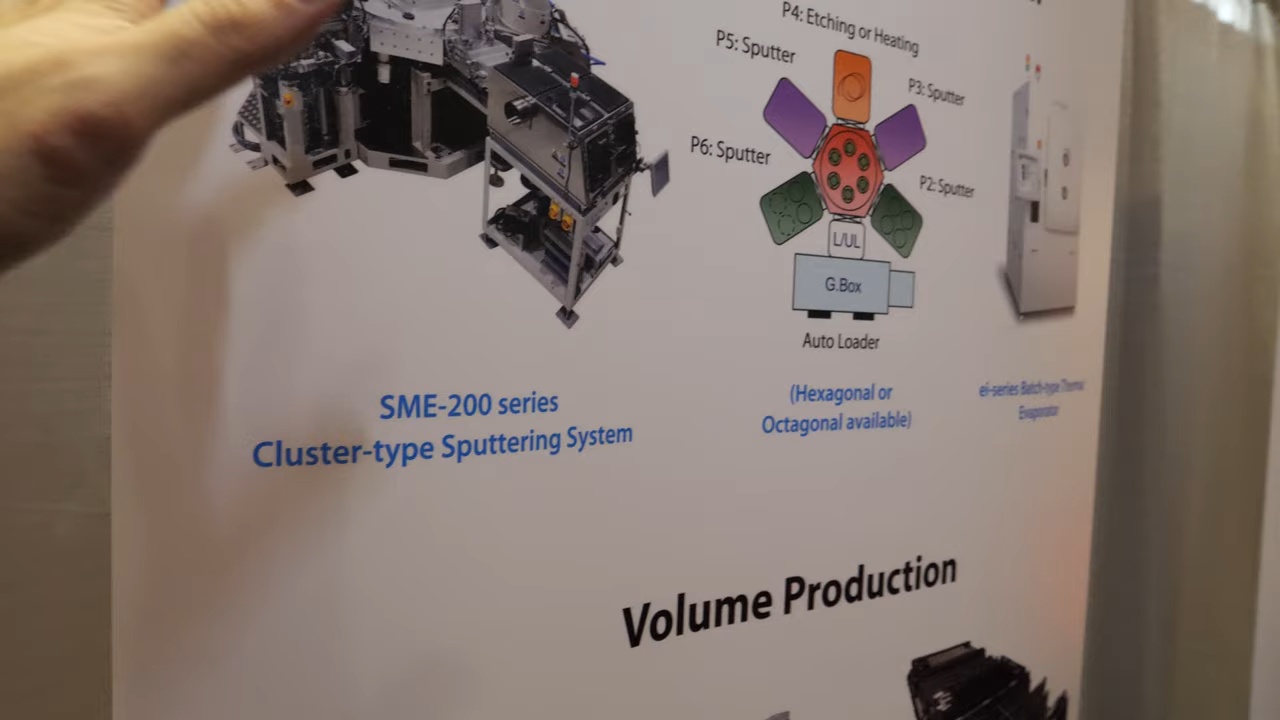 P4: Etching or Heating
P5: Sputter
P3: Sputter
P6: Sputter
P2: Sputter
L/UL
G.Box
Auto Loader
SME-200 series
Cluster-type Sputtering System
(Hexagonal or
Octagonal available)
ei-series Batch-type Thermal
Evaporator
Volume Production